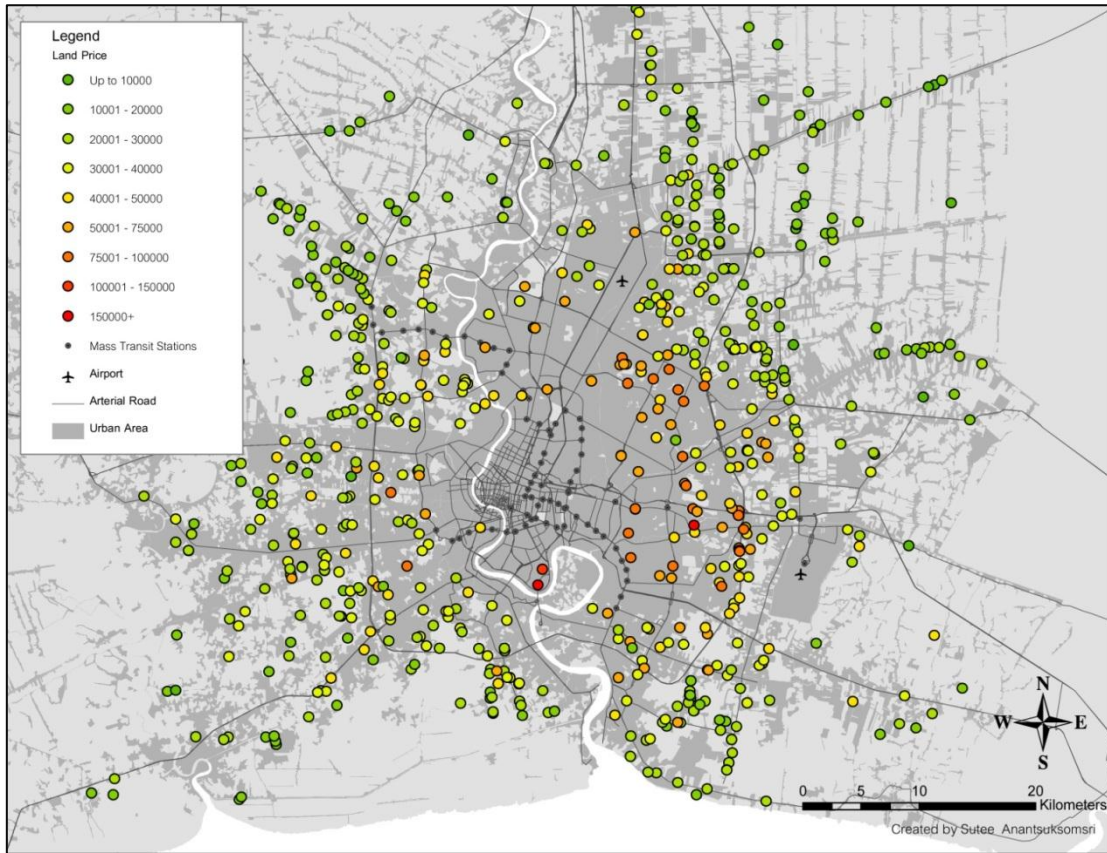 Legend
Land Price
Up to 10000
10001 - 20000
20001 - 30000
30001 - 40000
40001 - 50000
50001 - 75000
75001 - 100000
100001 - 150000
150000+
Mass Transit Stations
Airport
Arterial Road
Urban Area
N
W E
S
0 5 10 20
Kilometers
Created by Sutee Anantsuksomsri